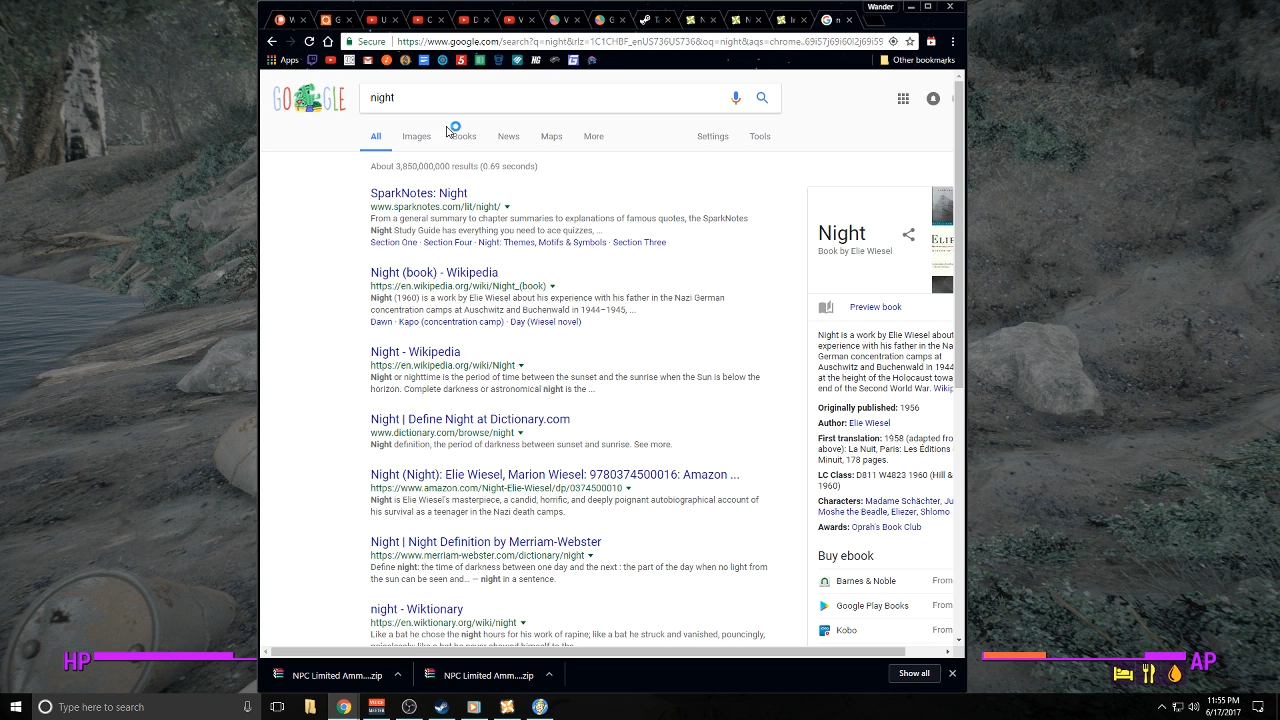 Wander
Secure https://www.google.com/search?q=night&rlz=1C1CHBF_enUS736US736&oq=night&aqs=chrome..69i57j69i60l2j69i59
Apps Other bookmarks
GO GLE night
All Images Books News Maps More Settings Tools
About 3,850,000,000 results (0.69 seconds)
SparkNotes: Night
www.sparknotes.com/lit/night/
From a general summary to chapter summaries to explanations of famous quotes, the SparkNotes
Night Study Guide has everything you need to ace quizzes, ...
Section One · Section Four · Night: Themes, Motifs & Symbols · Section Three
Night (book) - Wikipedia
https://en.wikipedia.org/wiki/Night_(book)
Night (1960) is a work by Elie Wiesel about his experience with his father in the Nazi German
concentration camps at Auschwitz and Buchenwald in 1944–1945, ...
Dawn · Kapo (concentration camp) · Day (Wiesel novel)
Night - Wikipedia
https://en.wikipedia.org/wiki/Night
Night or nighttime is the period of time between the sunset and the sunrise when the Sun is below the
horizon. Complete darkness or astronomical night is the ...
Night | Define Night at Dictionary.com
www.dictionary.com/browse/night
Night definition, the period of darkness between sunset and sunrise. See more.
Night (Night): Elie Wiesel, Marion Wiesel: 9780374500016: Amazon ...
https://www.amazon.com/Night-Elie-Wiesel/dp/0374500010
Night is Elie Wiesel's masterpiece, a candid, horrific, and deeply poignant autobiographical account of
his survival as a teenager in the Nazi death camps.
Night | Night Definition by Merriam-Webster
https://www.merriam-webster.com/dictionary/night
Define night: the time of darkness between one day and the next : the part of the day when no light from
the sun can be seen and… — night in a sentence.
night - Wiktionary
https://en.wiktionary.org/wiki/night
Like a bat he chose the night hours for his work of rapine; like a bat he struck and vanished, pouncingly,
Night
Book by Elie Wiesel
Preview book
Night is a work by Elie Wiesel about
experience with his father in the Na
German concentration camps at
Auschwitz and Buchenwald in 1944
at the height of the Holocaust towa
end of the Second World War. Wikip
Originally published: 1956
Author: Elie Wiesel
First translation: 1958 (adapted fro
above): La Nuit, Paris: Les Éditions
Minuit, 178 pages.
LC Class: D811 W4823 1960 (Hill &
1960)
Characters: Madame Schächter, Ju
Moshe the Beadle, Eliezer, Shlomo
Awards: Oprah's Book Club
Buy ebook
Barnes & Noble From
Google Play Books From
Kobo From
HP AP
NPC Limited Amm....zip NPC Limited Amm....zip Show all
Type here to search 11:55 PM
6/17/2017